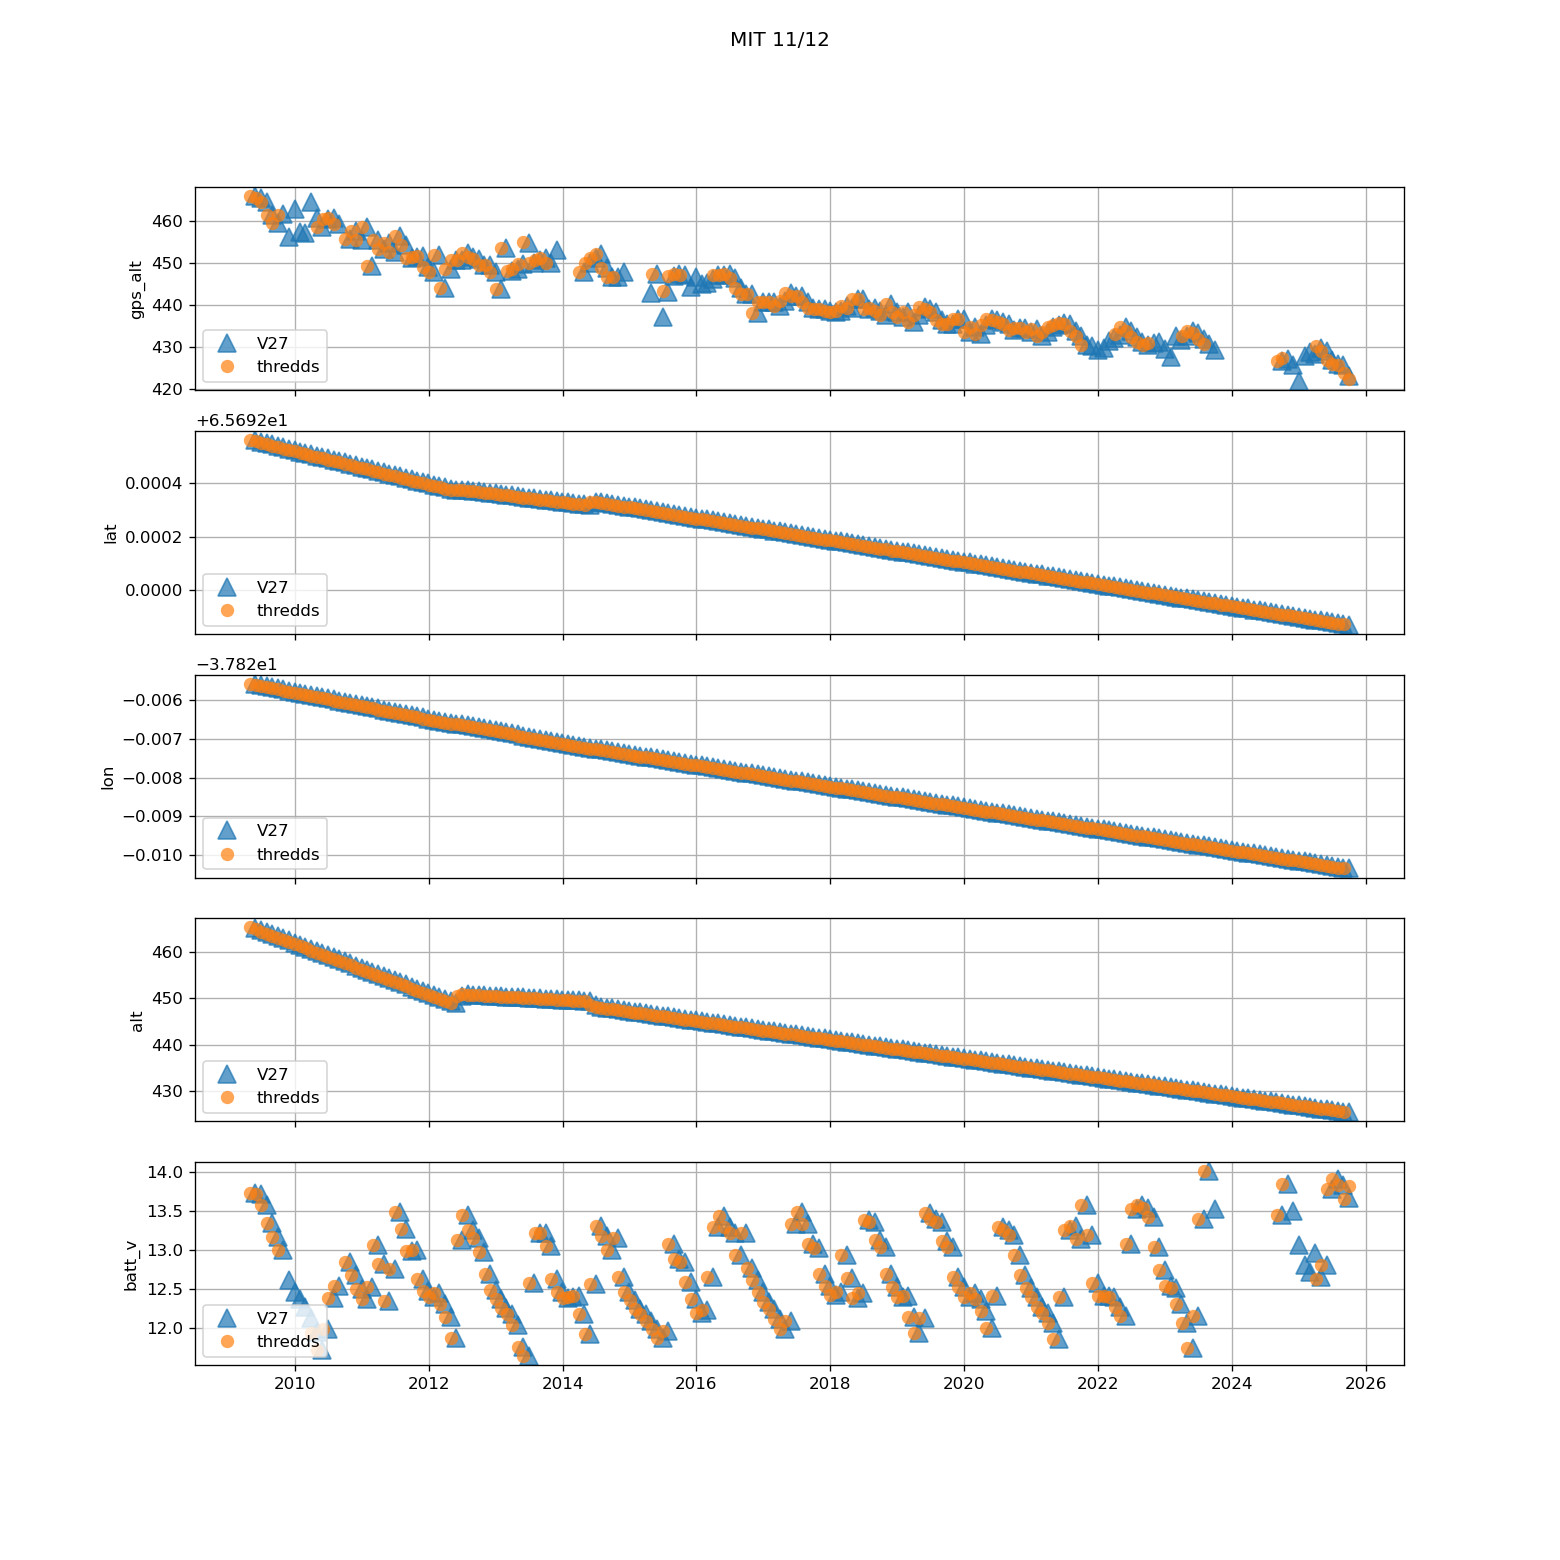 MIT 11/12
460
450
440
430
420
gps_alt
V27
thredds
+6.5692e1
0.0004
0.0002
0.0000
lat
V27
thredds
−3.782e1
−0.006
−0.007
−0.008
−0.009
−0.010
lon
V27
thredds
460
450
440
430
alt
V27
thredds
14.0
13.5
13.0
12.5
12.0
batt_v
V27
thredds
2010 2012 2014 2016 2018 2020 2022 2024 2026